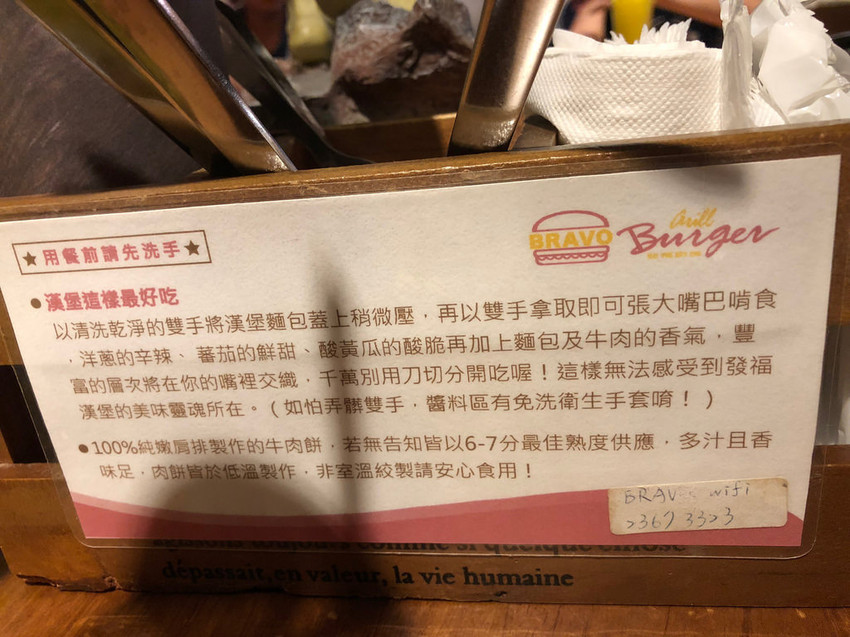 ★用餐前請先洗手★
BRAVO Grill Burger
●漢堡這樣最好吃
以清洗乾淨的雙手將漢堡麵包蓋上稍微壓，再以雙手拿取即可張大嘴巴啃食
，洋蔥的辛辣、蕃茄的鮮甜、酸黃瓜的酸脆再加上麵包及牛肉的香氣，豐
富的層次將在你的嘴裡交織，千萬別用刀切分開吃喔！這樣無法感受到發福
漢堡的美味靈魂所在。（如怕弄髒雙手，醬料區有免洗衛生手套唷！）
●100%純嫩肩排製作的牛肉餅，若無告知皆以6-7分最佳熟度供應，多汁且香
味足，肉餅皆於低溫製作，非室溫絞製請安心食用！
wifi
23673323
toujours comme si quelque chose
dépassait, en valeur, la vie humaine